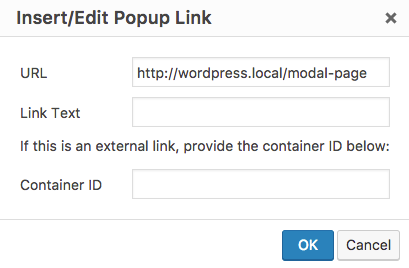 Insert/Edit Popup Link ×
URL http://wordpress.local/modal-page
Link Text
If this is an external link, provide the container ID below:
Container ID
OK Cancel